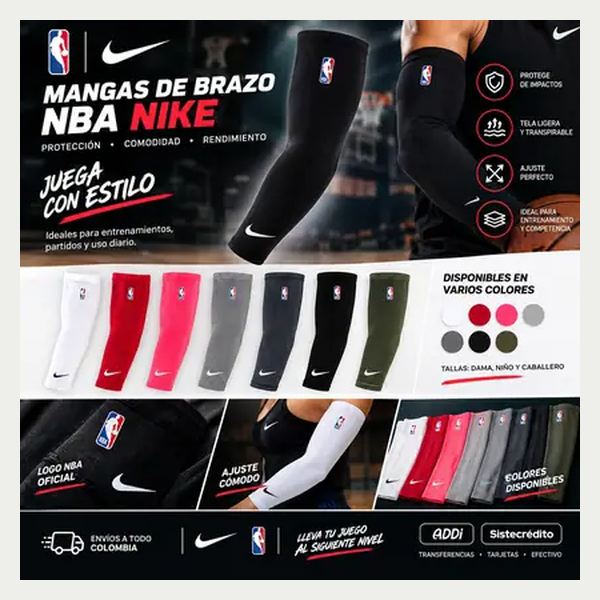 MANGAS DE BRAZO
NBA NIKE
PROTECCIÓN • COMODIDAD • RENDIMIENTO
JUEGA
CON ESTILO
Ideales para entrenamientos,
partidos y uso diario.
PROTEGE
DE IMPACTOS
TELA LIGERA
Y TRANSPIRABLE
AJUSTE
PERFECTO
IDEAL PARA
ENTRENAMIENTO
Y COMPETENCIA
DISPONIBLES EN
VARIOS COLORES
TALLAS: DAMA, NIÑO Y CABALLERO
LOGO NBA
OFICIAL
AJUSTE
CÓMODO
COLORES
DISPONIBLES
ENVÍOS A TODO
COLOMBIA
LLEVA TU JUEGO
AL SIGUIENTE NIVEL
ADDi
Sistecrédito
TRANSFERENCIAS • TARJETAS • EFECTIVO